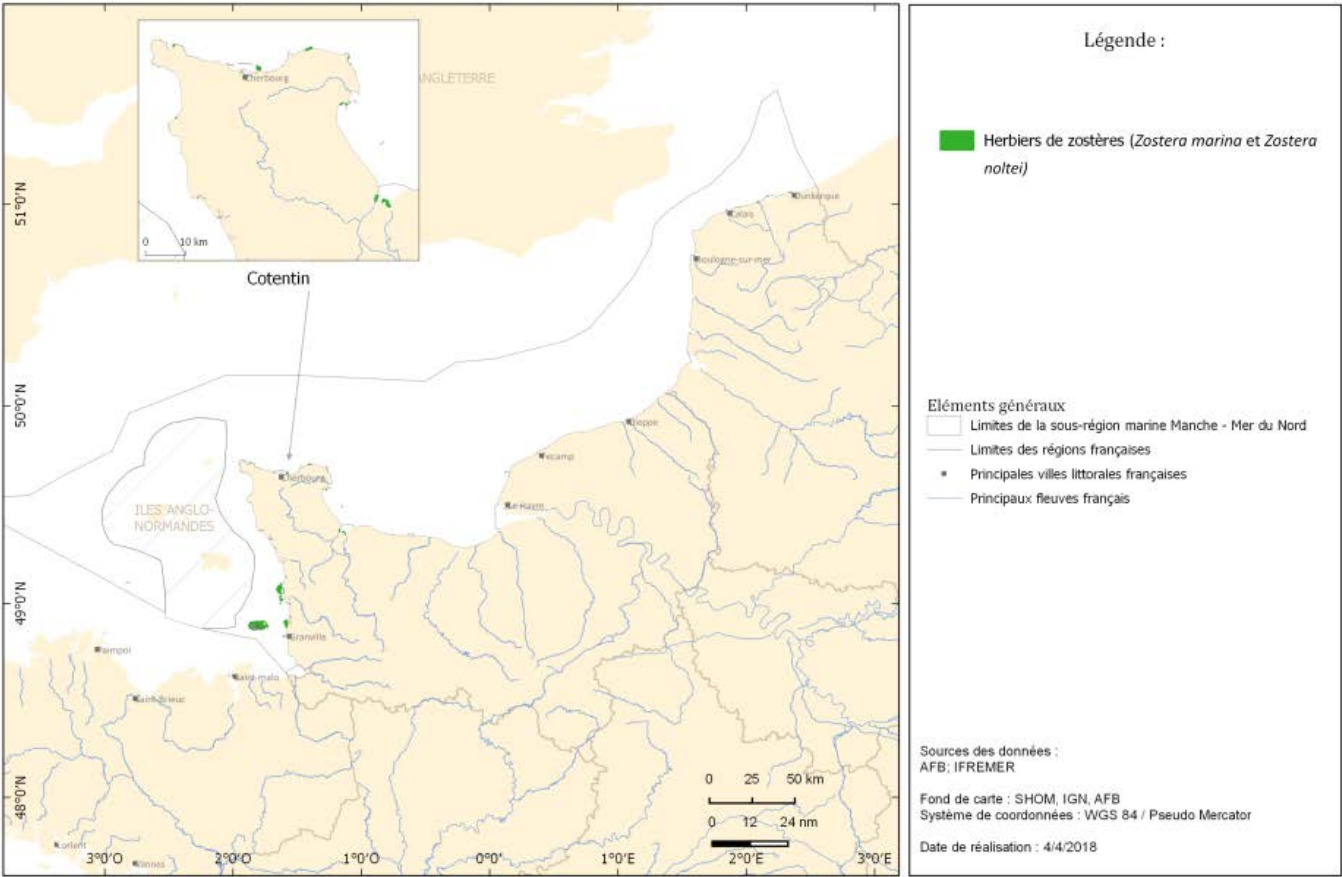 ANGLETERRE
Cherbourg
0 10 km
Cotentin
51°0'N
50°0'N
49°0'N
48°0'N
Dunkerque
Calais
Boulogne-sur-mer
Dieppe
Fecamp
Le Havre
Cherbourg
ILES ANGLO-
NORMANDES
Granville
Paimpol
Saint-malo
Saint-Brieuc
Lorient
Vannes
0 25 50 km
0 12 24 nm
3°0'O 2°0'O 1°0'O 0°0' 1°0'E 2°0'E 3°0'E
Légende :
Herbiers de zostères (Zostera marina et Zostera
noltei)
Eléments généraux
Limites de la sous-région marine Manche - Mer du Nord
Limites des régions françaises
Principales villes littorales françaises
Principaux fleuves français
Sources des données :
AFB; IFREMER
Fond de carte : SHOM, IGN, AFB
Système de coordonnées : WGS 84 / Pseudo Mercator
Date de réalisation : 4/4/2018